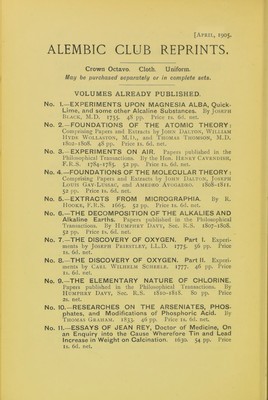 [APRIL, 1905.
ALEMBIC CLUB REPRINTS.
Crown Octavo. Cloth. Uniform.
May be purchased separately or in complete sets.
VOLUMES ALREADY PUBLISHED.
No. 1.—EXPERIMENTS UPON MAGNESIA ALBA, Quick-
Lime, and some other Alcaline Substances. By JOSEPH
BLACK, M.D. 1755. 48 pp. Price 1s. 6d. net.
No. 2.—FOUNDATIONS OF THE ATOMIC THEORY:
Comprising Papers and Extracts by JOHN DALTON, WILLIAM
HYDE WOLLASTON, M.D., and THOMAS THOMSON, M.D.
1802-1808. 48 pp. Price 1s. 6d. net.
No. 3.—EXPERIMENTS ON AIR. Papers published in the
Philosophical Transactions. By the Hon. HENRY CAVENDISH,
F.R.S. 1784-1785. 52 pp. Price 1s. 6d. net.
No. 4.—FOUNDATIONS OF THE MOLECULAR THEORY:
Comprising Papers and Extracts by JOHN DALTON, JOSEPH
LOUIS GAY-LUSSAC, and AMEDEO AVOGADRO. 1808-1811.
52 pp. Price 1s. 6d. net.
No. 5.—EXTRACTS FROM MICROGRAPHIA. By R.
HOOKE, F.R.S. 1665. 52 pp. Price 1s. 6d. net.
No. 6.—THE DECOMPOSITION OF THE ALKALIES AND
Alkaline Earths. Papers published in the Philosophical
Transactions. By HUMPHRY DAVY, Sec. R.S. 1807-1808.
52 pp. Price 1s. 6d. net.
No. 7.—THE DISCOVERY OF OXYGEN. Part I. Experi-
ments by JOSEPH PRIESTLEY, LL.D. 1775. 56 pp. Price
1s. 6d. net.
No. 8.—THE DISCOVERY OF OXYGEN. Part II. Experi-
ments by CARL WILHELM SCHEELE. 1777. 46 pp. Price
1s. 6d. net.
No. 9.—THE ELEMENTARY NATURE OF CHLORINE.
Papers published in the Philosophical Transactions. By
HUMPHRY DAVY, Sec. R.S. 1810-1818. 80 pp. Price
2s. net.
No. 10.—RESEARCHES ON THE ARSENIATES, PHOS-
phates, and Modifications of Phosphoric Acid. By
THOMAS GRAHAM, 1833. 46 pp. Price 1s. 6d. net.
No. 11.—ESSAYS OF JEAN REY, Doctor of Medicine, On
an Enquiry into the Cause Wherefore Tin and Lead
Increase in Weight on Calcination. 1630. 54 pp. Price
1s. 6d. net.